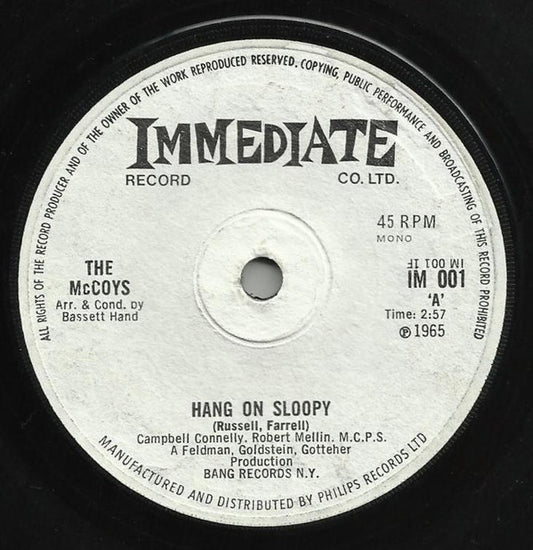 ALL RIGHTS OF THE RECORD PRODUCER AND OF THE OWNER OF THE WORK REPRODUCED RESERVED. COPYING, PUBLIC PERFORMANCE AND BROADCASTING OF THIS RECORD PROHIBITED
IMMEDIATE
RECORD CO. LTD.
45 RPM
MONO
IM 001 1F
IM 001
'A'
Time: 2:57
℗ 1965
THE
McCOYS
Arr. & Cond. by
Bassett Hand
HANG ON SLOOPY
(Russell, Farrell)
Campbell Connelly, Robert Mellin, M.C.P.S.
A Feldman, Goldstein, Gotteher
Production
BANG RECORDS N.Y.
MANUFACTURED AND DISTRIBUTED BY PHILIPS RECORDS LTD